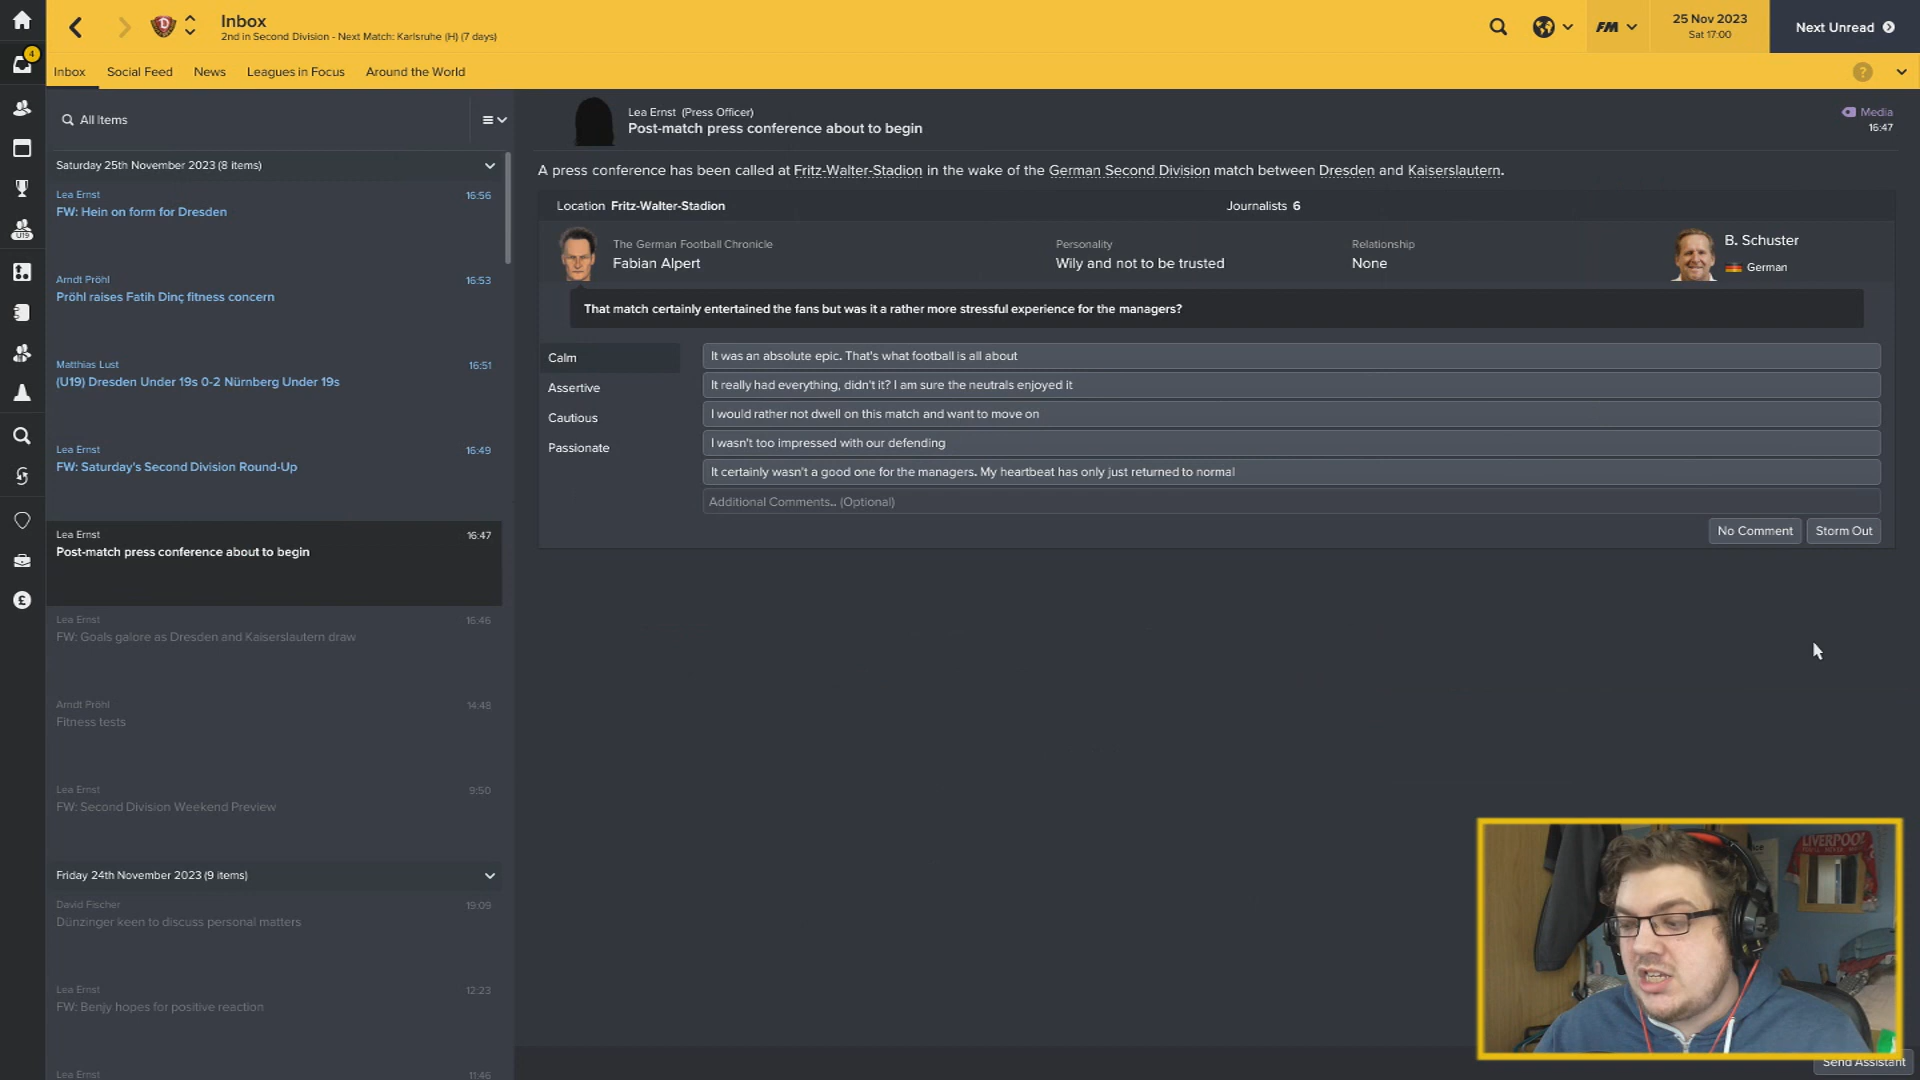 Inbox
2nd in Second Division - Next Match: Karlsruhe (H) (7 days)
FM
25 Nov 2023
Sat 17:00
Next Unread
4
Inbox Social Feed News Leagues in Focus Around the World
?
All Items
Saturday 25th November 2023 (8 items)
Lea Ernst 16:56
FW: Hein on form for Dresden
Arndt Pröhl 16:53
Pröhl raises Fatih Dinç fitness concern
Matthias Lust 16:51
(U19) Dresden Under 19s 0-2 Nürnberg Under 19s
Lea Ernst 16:49
FW: Saturday's Second Division Round-Up
Lea Ernst 16:47
Post-match press conference about to begin
Lea Ernst 16:46
FW: Goals galore as Dresden and Kaiserslautern draw
Arndt Pröhl 14:48
Fitness tests
Lea Ernst 9:50
FW: Second Division Weekend Preview
Friday 24th November 2023 (9 items)
David Fischer 19:09
Dünzinger keen to discuss personal matters
Lea Ernst 12:23
FW: Benjy hopes for positive reaction
Lea Ernst 11:46
U19
Lea Ernst (Press Officer)
Post-match press conference about to begin
Media
16:47
A press conference has been called at Fritz-Walter-Stadion in the wake of the German Second Division match between Dresden and Kaiserslautern.
Location Fritz-Walter-Stadion
Journalists 6
The German Football Chronicle
Fabian Alpert
Personality
Wily and not to be trusted
Relationship
None
B. Schuster
German
That match certainly entertained the fans but was it a rather more stressful experience for the managers?
Calm
Assertive
Cautious
Passionate
It was an absolute epic. That's what football is all about
It really had everything, didn't it? I am sure the neutrals enjoyed it
I would rather not dwell on this match and want to move on
I wasn't too impressed with our defending
It certainly wasn't a good one for the managers. My heartbeat has only just returned to normal
Additional Comments... (Optional)
No Comment
Storm Out
LIVERPOOL
Send Assistant